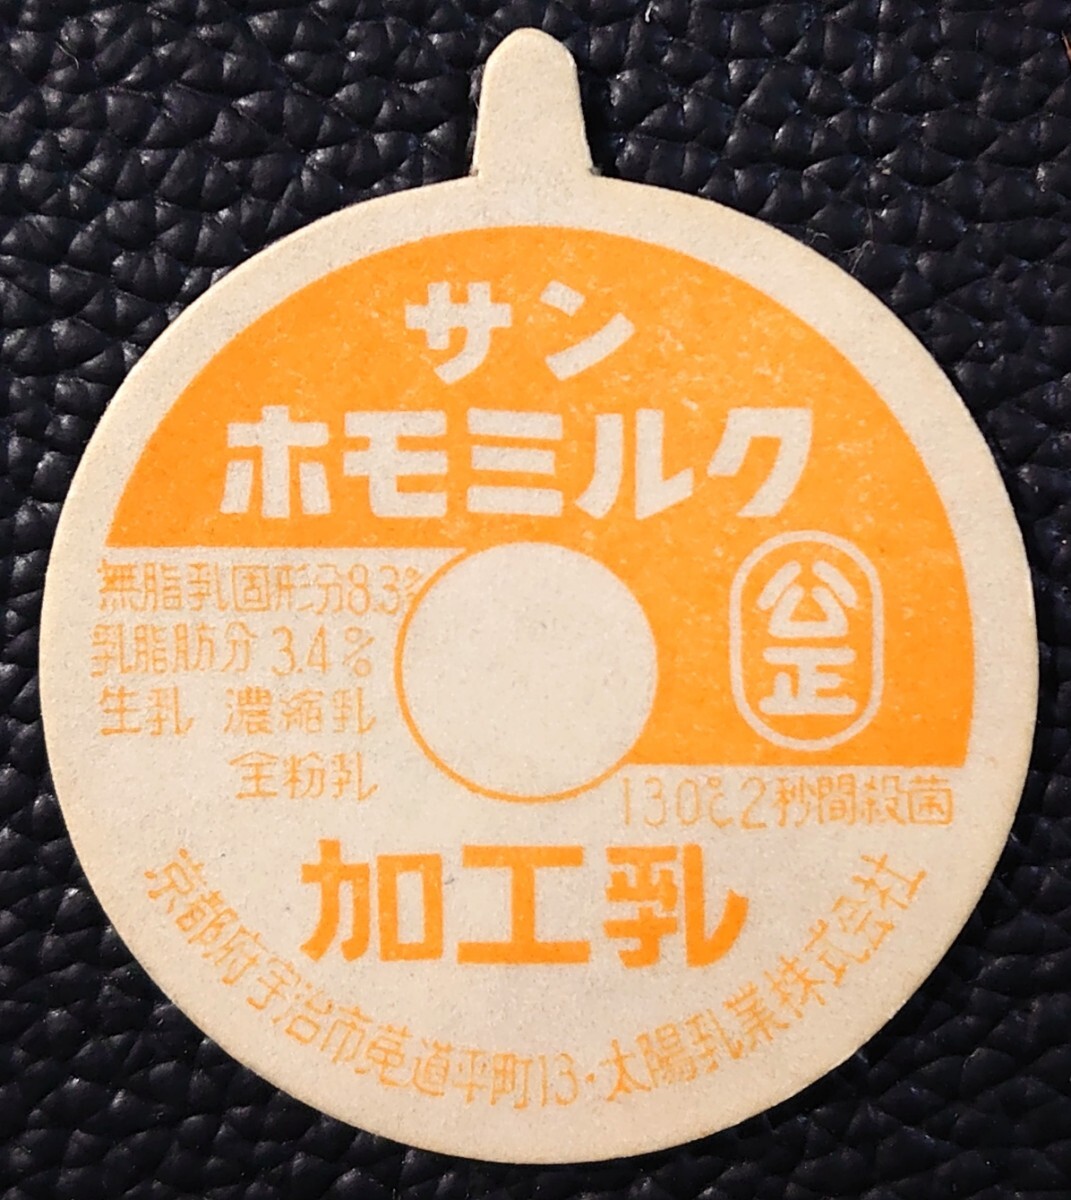 サン
ホモミルク
公正
無脂乳固形分8.3%
乳脂肪分3.4%
生乳 濃縮乳
全粉乳
130℃2秒間殺菌
加工乳
京都府宇治市莵道平町13・太陽乳業株式会社